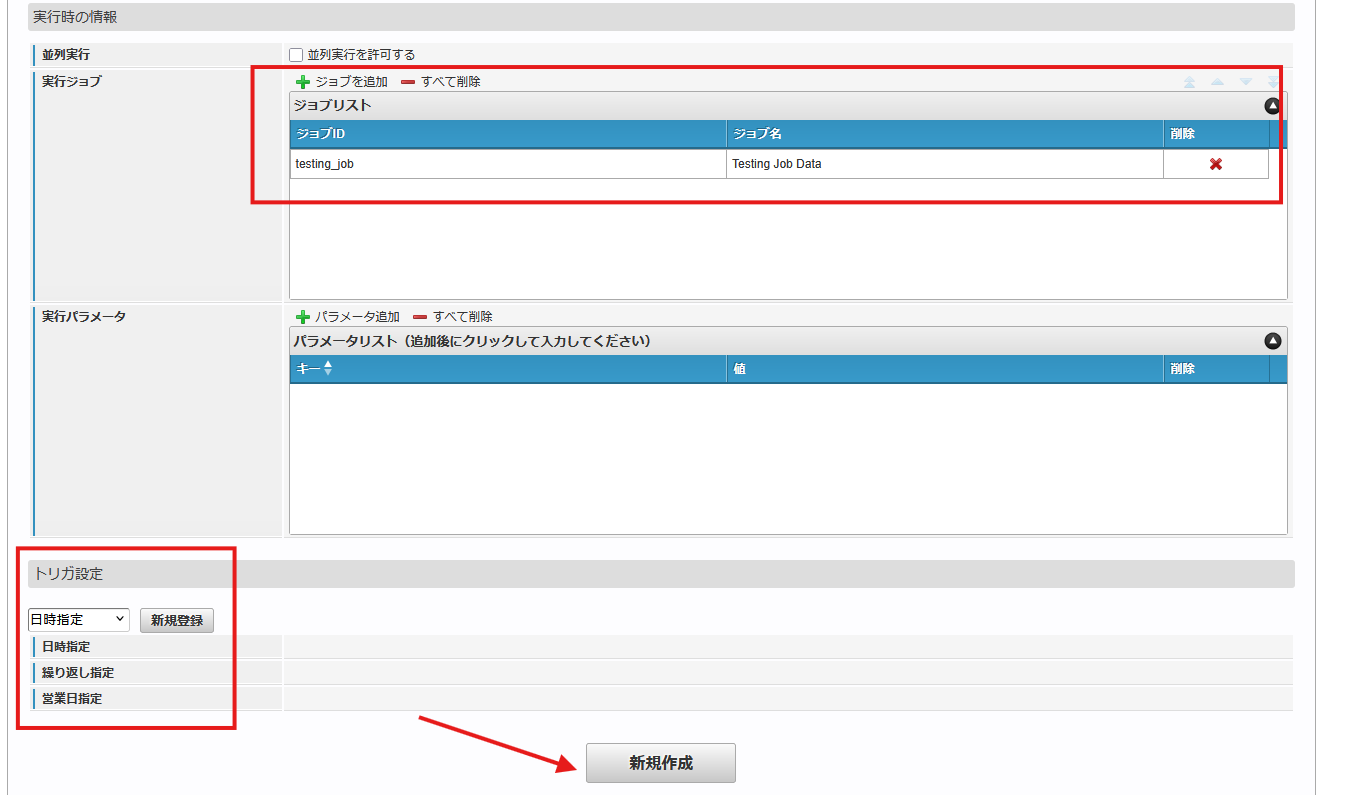 実行時の情報
並列実行 並列実行を許可する
実行ジョブ ジョブを追加 すべて削除
ジョブリスト
ジョブID ジョブ名 削除
testing_job Testing Job Data
実行パラメータ パラメータ追加 すべて削除
パラメータリスト（追加後にクリックして入力してください）
キー 値 削除
トリガ設定
日時指定 新規登録
日時指定
繰り返し指定
営業日指定
新規作成